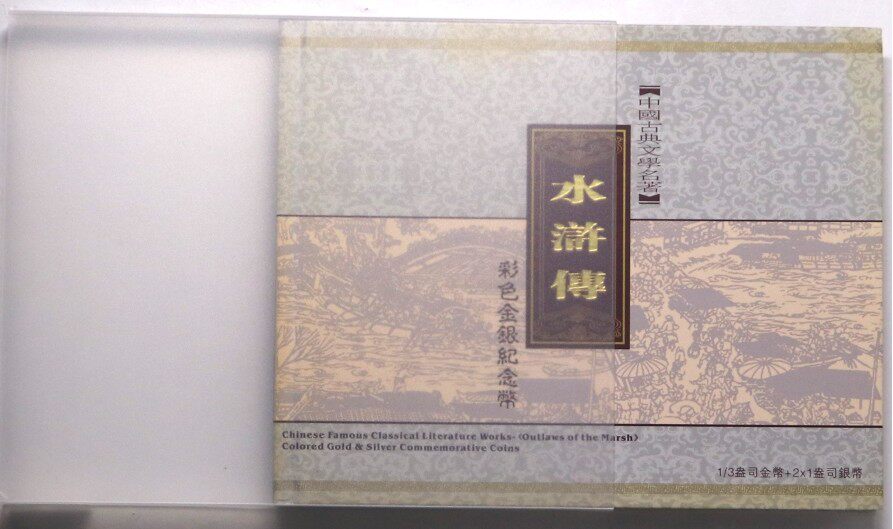 【中國古典文學名著】
水滸傳
彩色金銀紀念幣
Chinese Famous Classical Literature Works-《Outlaws of the Marsh》
Colored Gold & Silver Commemorative Coins
1/3盎司金幣+2x1盎司銀幣